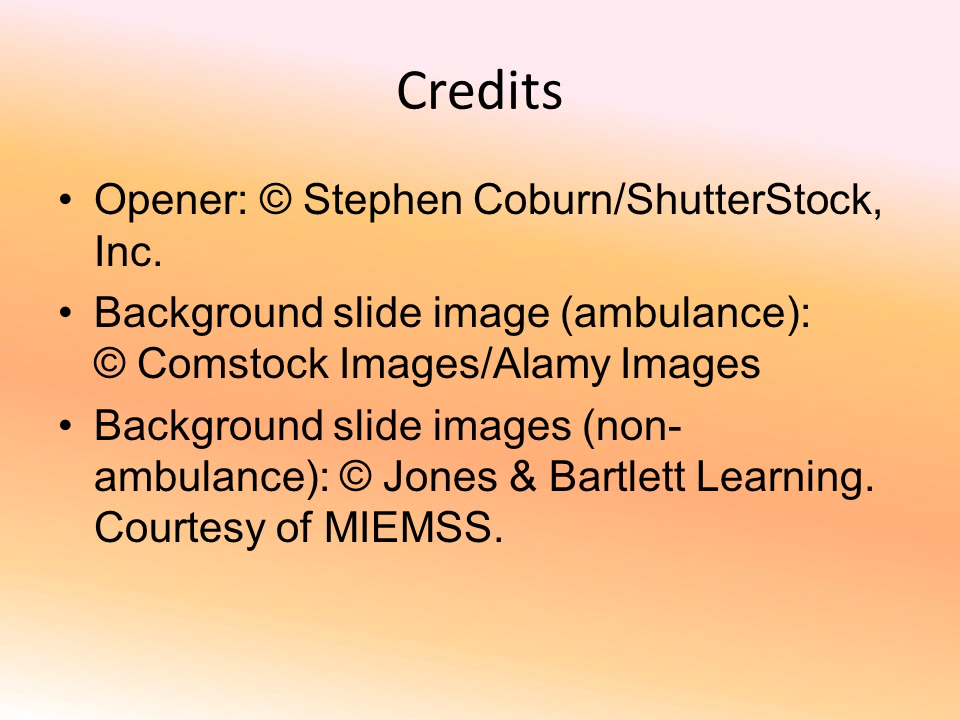 Credits
• Opener: © Stephen Coburn/ShutterStock,
Inc.
• Background slide image (ambulance):
© Comstock Images/Alamy Images
• Background slide images (non-
ambulance): © Jones & Bartlett Learning.
Courtesy of MIEMSS.